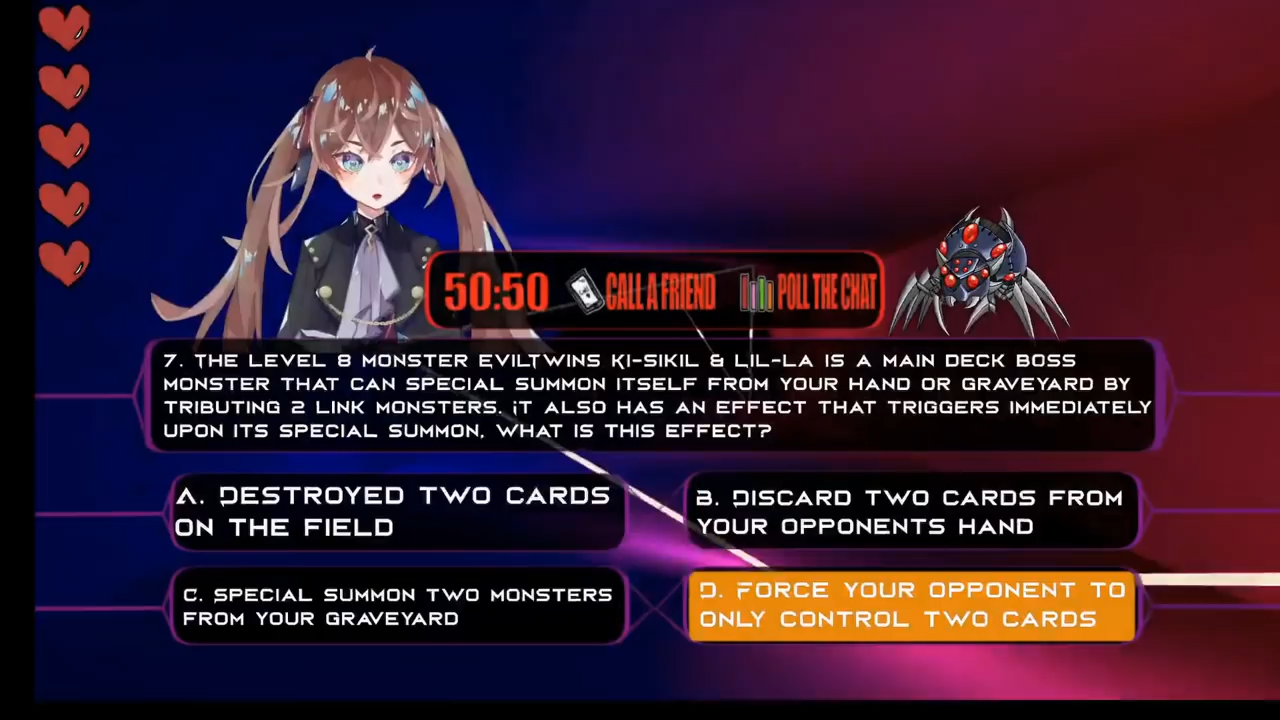 50:50 CALL A FRIEND POLL THE CHAT
7. THE LEVEL 8 MONSTER EVILTWINS KI-SIKIL & LIL-LA IS A MAIN DECK BOSS
MONSTER THAT CAN SPECIAL SUMMON ITSELF FROM YOUR HAND OR GRAVEYARD BY
TRIBUTING 2 LINK MONSTERS. IT ALSO HAS AN EFFECT THAT TRIGGERS IMMEDIATELY
UPON ITS SPECIAL SUMMON, WHAT IS THIS EFFECT?
A. DESTROYED TWO CARDS
ON THE FIELD
B. DISCARD TWO CARDS FROM
YOUR OPPONENTS HAND
C. SPECIAL SUMMON TWO MONSTERS
FROM YOUR GRAVEYARD
D. FORCE YOUR OPPONENT TO
ONLY CONTROL TWO CARDS